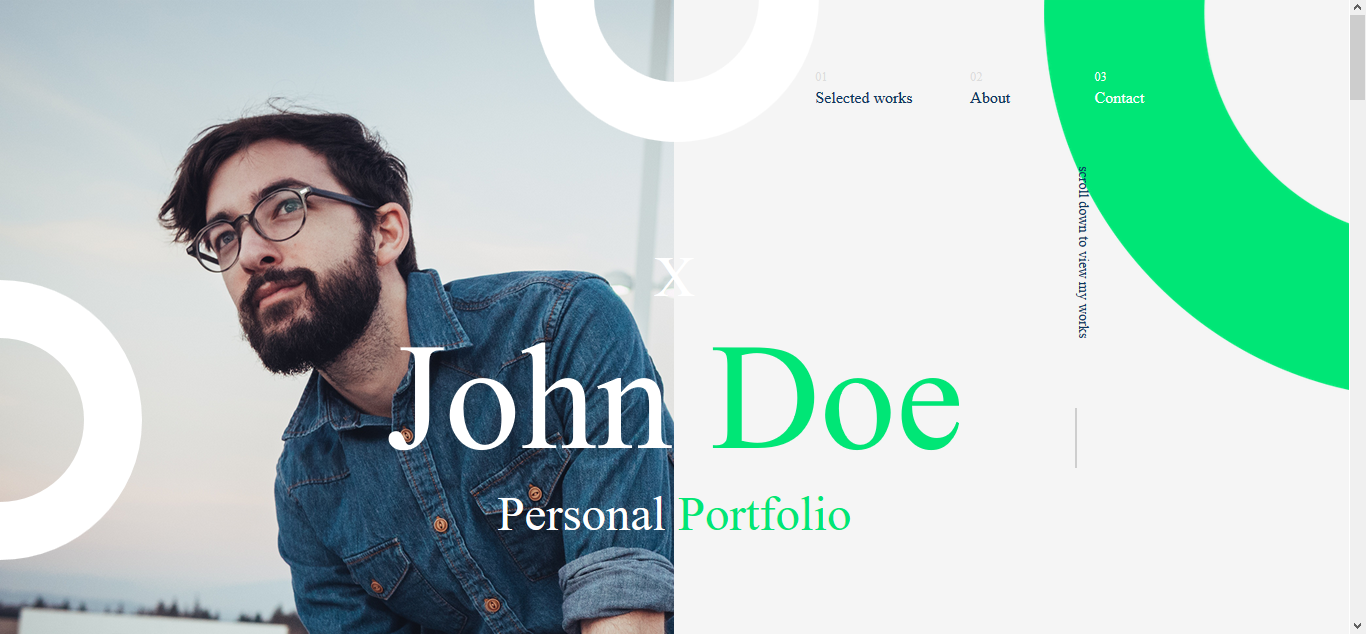 01
Selected works
02
About
03
Contact
scroll down to view my works
x
John Doe
Personal Portfolio